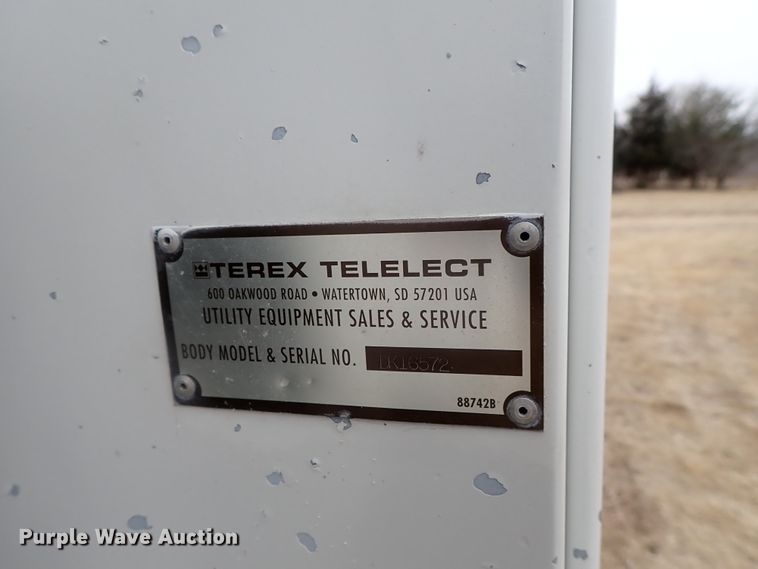 TEREX TELELECT
600 OAKWOOD ROAD • WATERTOWN, SD 57201 USA
UTILITY EQUIPMENT SALES & SERVICE
BODY MODEL & SERIAL NO.
88742B
Purple Wave Auction